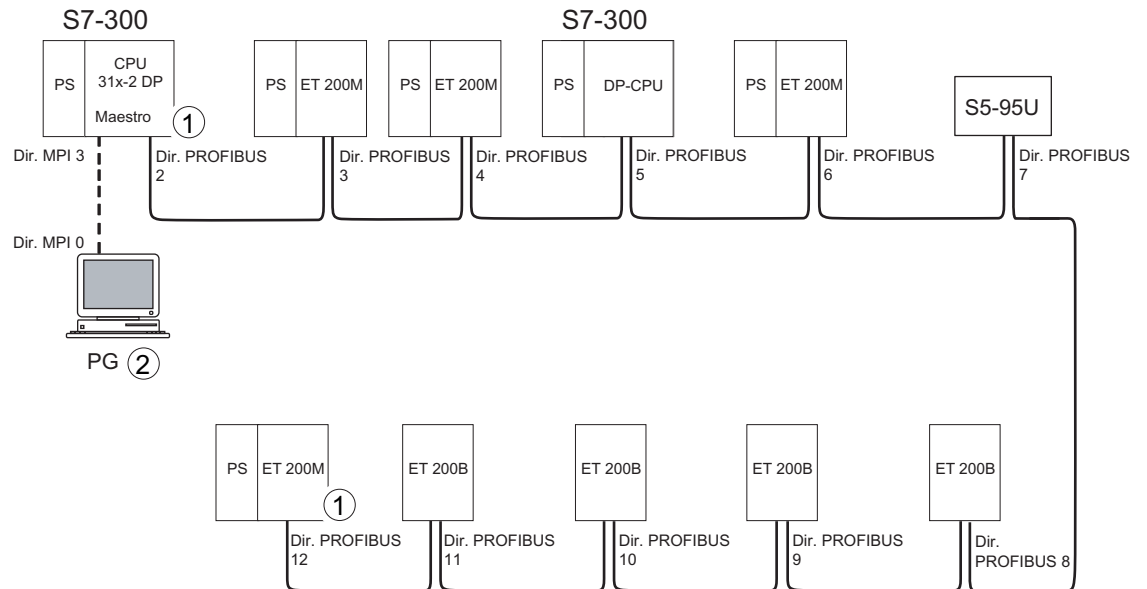 S7-300
S7-300
PS
CPU
31x-2 DP
Maestro
1
PS
ET 200M
PS
ET 200M
PS
DP-CPU
PS
ET 200M
S5-95U
Dir. MPI 3
Dir. PROFIBUS
2
Dir. PROFIBUS
3
Dir. PROFIBUS
4
Dir. PROFIBUS
5
Dir. PROFIBUS
6
Dir. PROFIBUS
7
Dir. MPI 0
PG 2
PS
ET 200M
1
ET 200B
ET 200B
ET 200B
ET 200B
Dir. PROFIBUS
12
Dir. PROFIBUS
11
Dir. PROFIBUS
10
Dir. PROFIBUS
9
Dir.
PROFIBUS 8